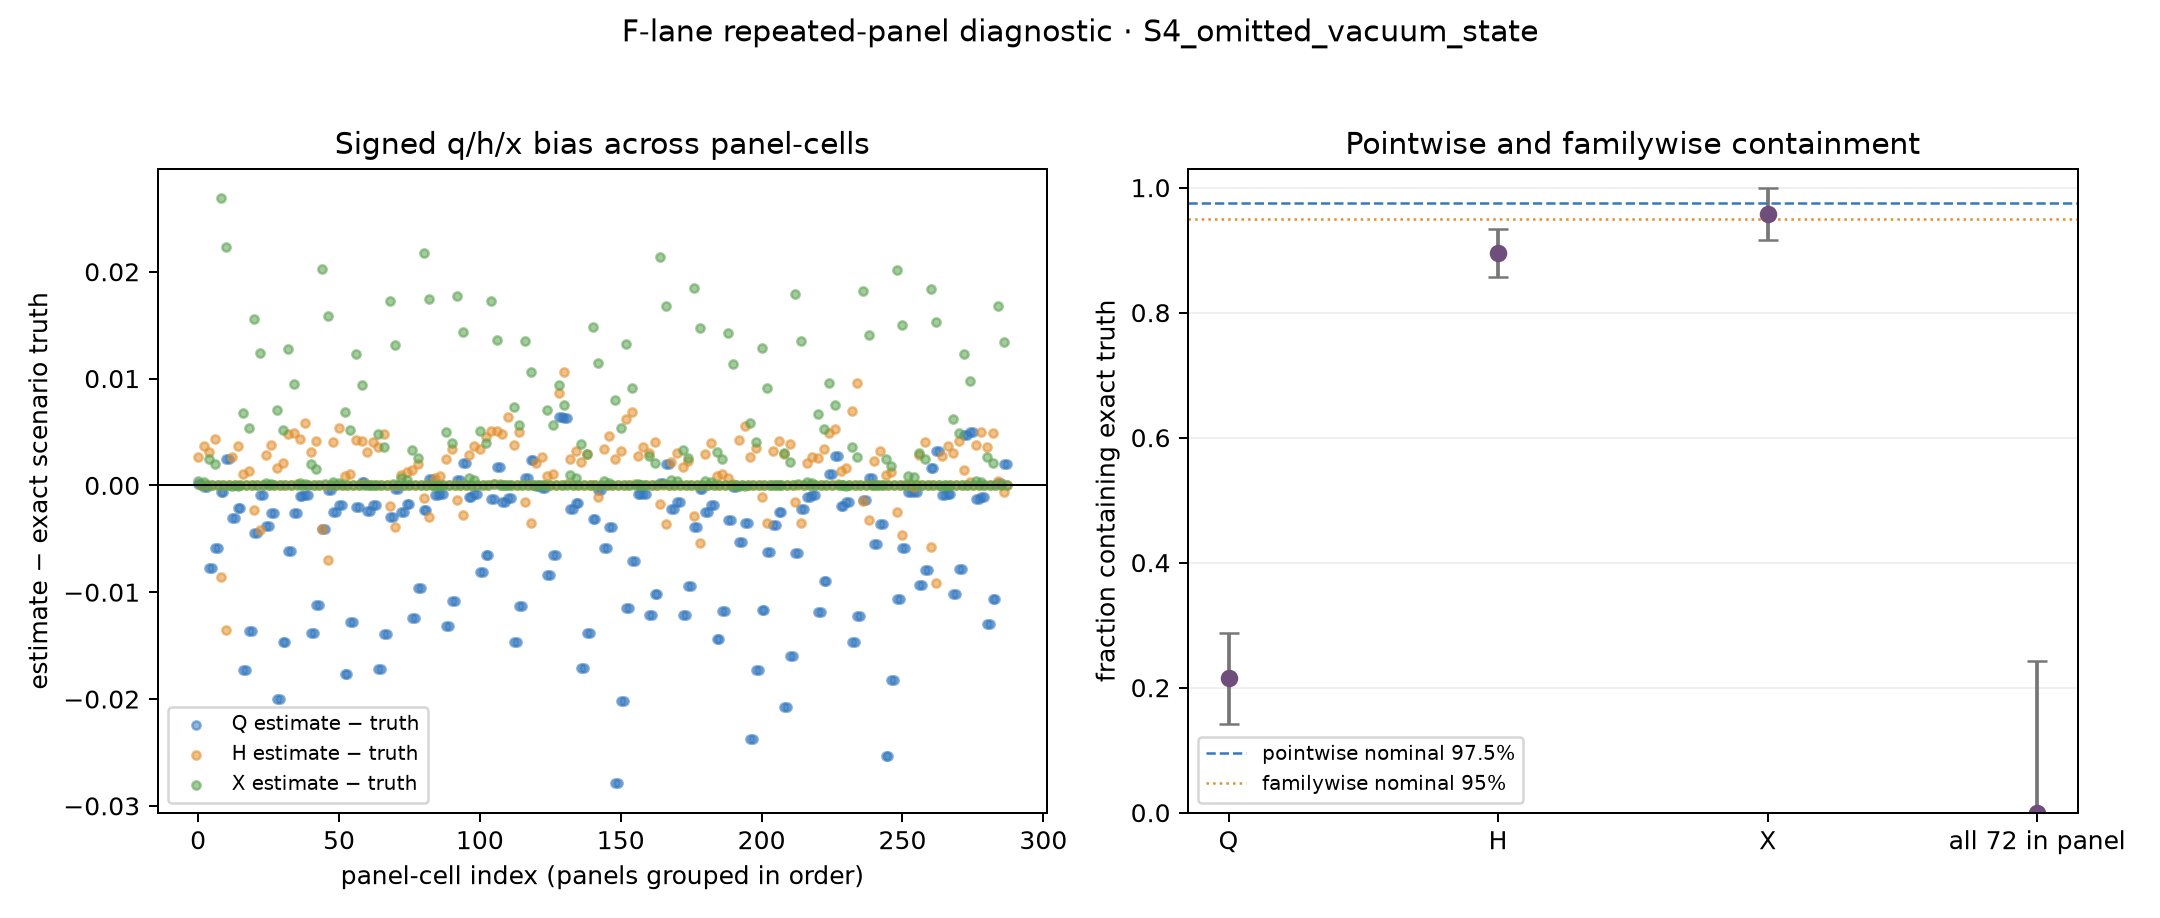 F-lane repeated-panel diagnostic · S4_omitted_vacuum_state
Signed q/h/x bias across panel-cells
estimate − exact scenario truth
0.02
0.01
0.00
−0.01
−0.02
−0.03
Q estimate − truth
H estimate − truth
X estimate − truth
0
50
100
150
200
250
300
panel-cell index (panels grouped in order)
Pointwise and familywise containment
fraction containing exact truth
1.0
0.8
0.6
0.4
0.2
0.0
pointwise nominal 97.5%
familywise nominal 95%
Q
H
X
all 72 in panel